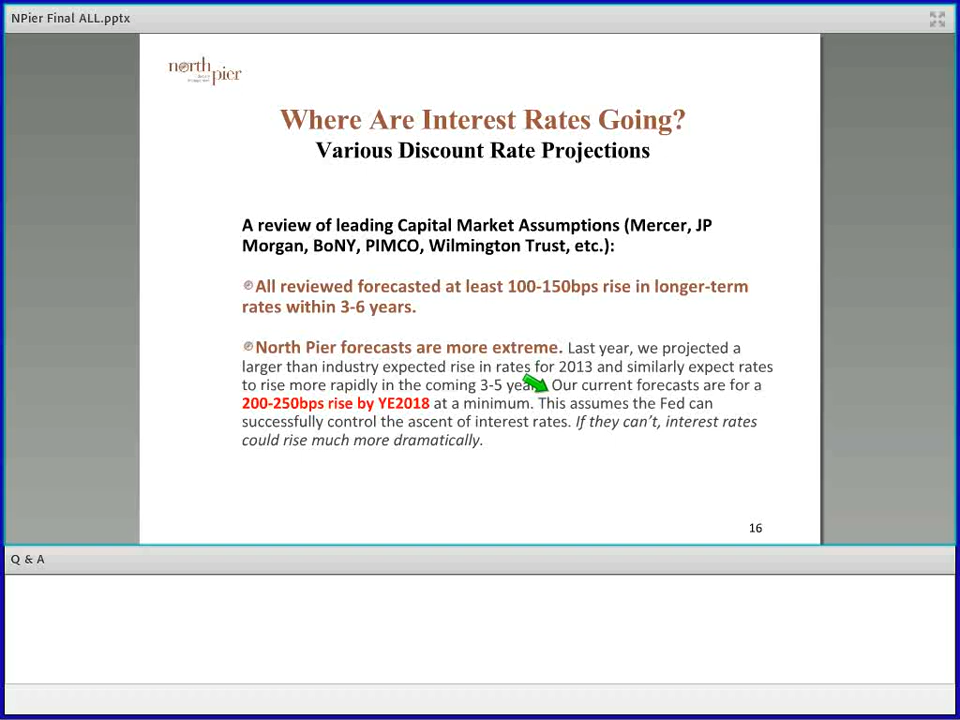 NPier Final ALL.pptx
north
pier
Where Are Interest Rates Going?
Various Discount Rate Projections
A review of leading Capital Market Assumptions (Mercer, JP
Morgan, BoNY, PIMCO, Wilmington Trust, etc.):
All reviewed forecasted at least 100-150bps rise in longer-term
rates within 3-6 years.
North Pier forecasts are more extreme. Last year, we projected a
larger than industry expected rise in rates for 2013 and similarly expect rates
to rise more rapidly in the coming 3-5 Our current forecasts are for a
200-250bps rise by YE2018 at a minimum. This assumes the Fed can
successfully control the ascent of interest rates. If they can't, interest rates
could rise much more dramatically.
16
Q & A